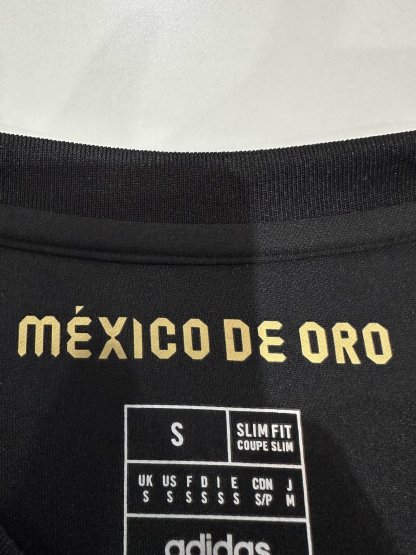 MÉXICO DE ORO
S
SLIM FIT
COUPE SLIM
UK US F D I E CDN J
S S S S S S S/P M
adidas